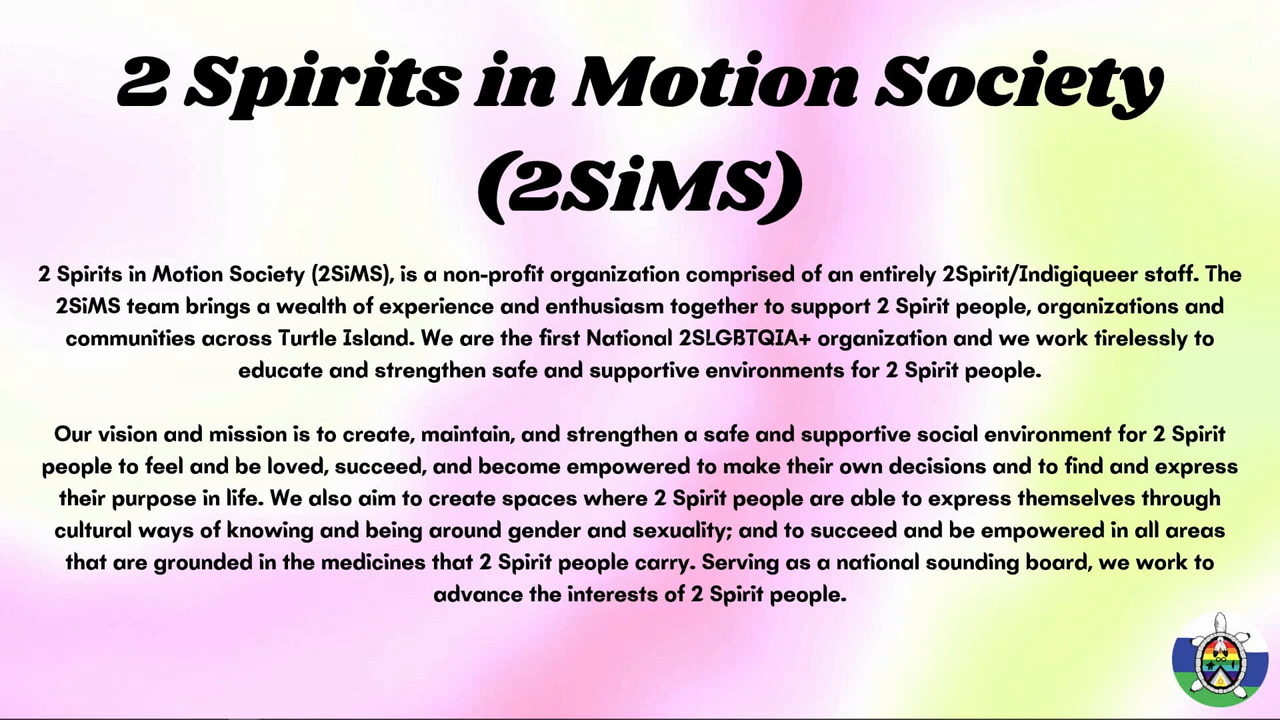 2 Spirits in Motion Society
(2SiMS)
2 Spirits in Motion Society (2SiMS), is a non-profit organization comprised of an entirely 2Spirit/Indigiqueer staff. The
2SiMS team brings a wealth of experience and enthusiasm together to support 2 Spirit people, organizations and
communities across Turtle Island. We are the first National 2SLGBTQIA+ organization and we work tirelessly to
educate and strengthen safe and supportive environments for 2 Spirit people.
Our vision and mission is to create, maintain, and strengthen a safe and supportive social environment for 2 Spirit
people to feel and be loved, succeed, and become empowered to make their own decisions and to find and express
their purpose in life. We also aim to create spaces where 2 Spirit people are able to express themselves through
cultural ways of knowing and being around gender and sexuality; and to succeed and be empowered in all areas
that are grounded in the medicines that 2 Spirit people carry. Serving as a national sounding board, we work to
advance the interests of 2 Spirit people.